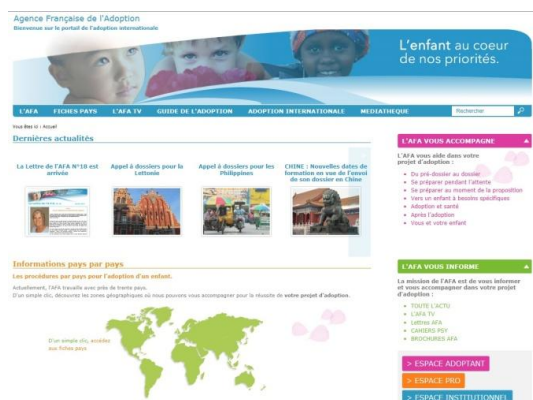 Agence Française de l'Adoption
Bienvenue sur le portail de l'adoption internationale
L'enfant au coeur
de nos priorités.
L'AFA FICHES PAYS L'AFA TV GUIDE DE L'ADOPTION ADOPTION INTERNATIONALE MEDIATHEQUE Rechercher
Vous êtes ici : Accueil
Dernières actualités
La Lettre de l'AFA N°18 est
arrivée
Appel à dossiers pour la
Lettonie
Appel à dossiers pour les
Philippines
CHINE : Nouvelles dates de
formation en vue de l'envoi
de son dossier en Chine
L'AFA VOUS ACCOMPAGNE
L'AFA vous aide dans votre
projet d'adoption :
Du pré-dossier au dossier
Se préparer pendant l'attente
Se préparer au moment de la proposition
Vers un enfant à besoins spécifiques
Adoption et santé
Après l'adoption
Vous et votre enfant
Informations pays par pays
Les procédures par pays pour l'adoption d'un enfant.
Actuellement, l'AFA travaille avec près de trente pays.
D'un simple clic, découvrez les zones géographiques où nous pouvons vous accompagner pour la réussite de votre projet d'adoption.
D'un simple clic, accédez
aux fiches pays
L'AFA VOUS INFORME
La mission de l'AFA est de vous informer
et vous accompagner dans votre projet
d'adoption :
TOUTE L'ACTU
L'AFA TV
Lettres AFA
CAHIERS PSY
BROCHURES AFA
> ESPACE ADOPTANT
> ESPACE PRO
> ESPACE INSTITUTIONNEL